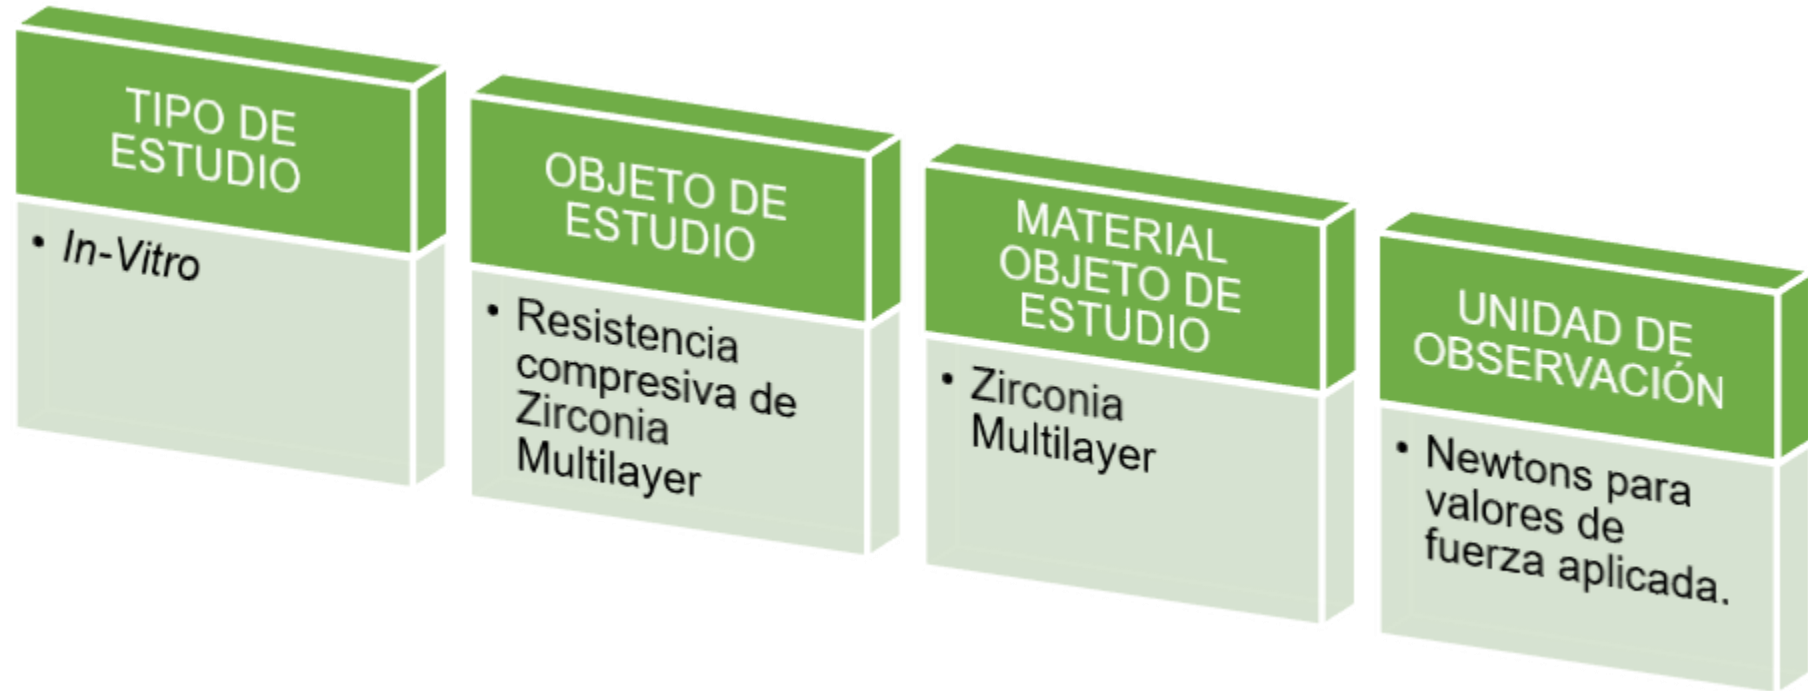 TIPO DE
ESTUDIO
• In-Vitro
OBJETO DE
ESTUDIO
• Resistencia
compresiva de
Zirconia
Multilayer
MATERIAL
OBJETO DE
ESTUDIO
• Zirconia
Multilayer
UNIDAD DE
OBSERVACIÓN
• Newtons para
valores de
fuerza aplicada.